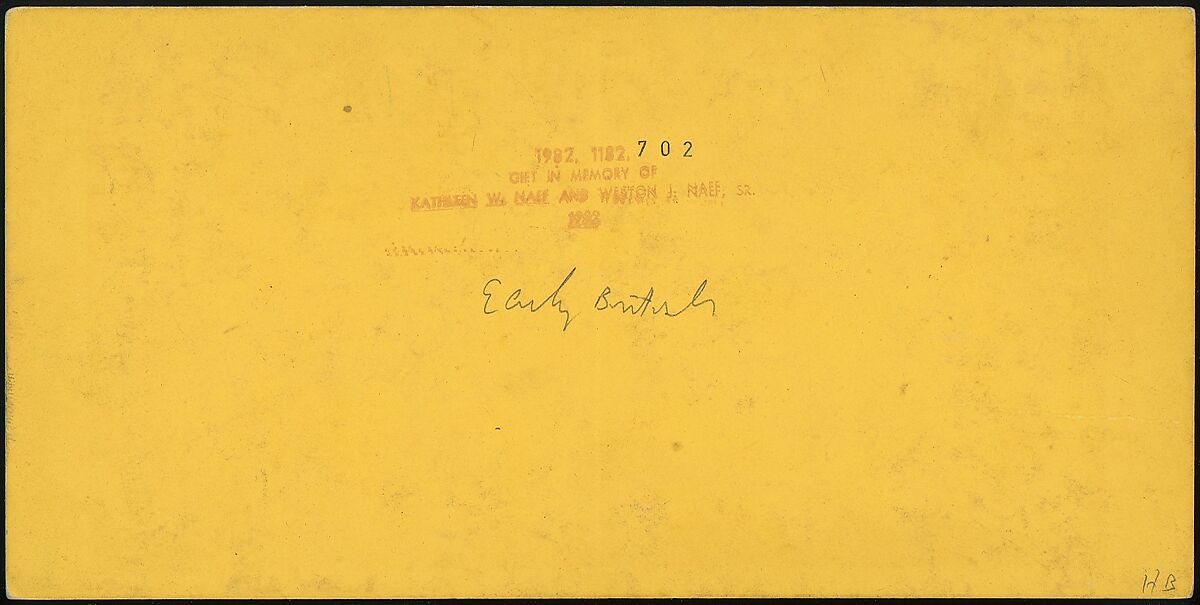 1982, 1182, 702
GIFT IN MEMORY OF
KATHLEEN W. NAEF AND WESTON J. NAEF, SR.
1982
Early British
HB